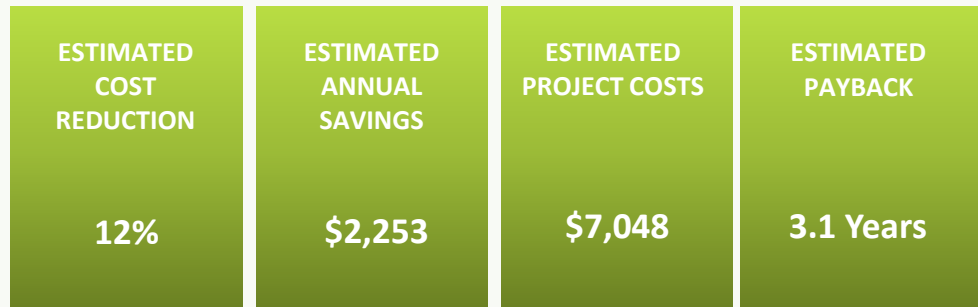 ESTIMATED
COST
REDUCTION
12%
ESTIMATED
ANNUAL
SAVINGS
$2,253
ESTIMATED
PROJECT COSTS
$7,048
ESTIMATED
PAYBACK
3.1 Years